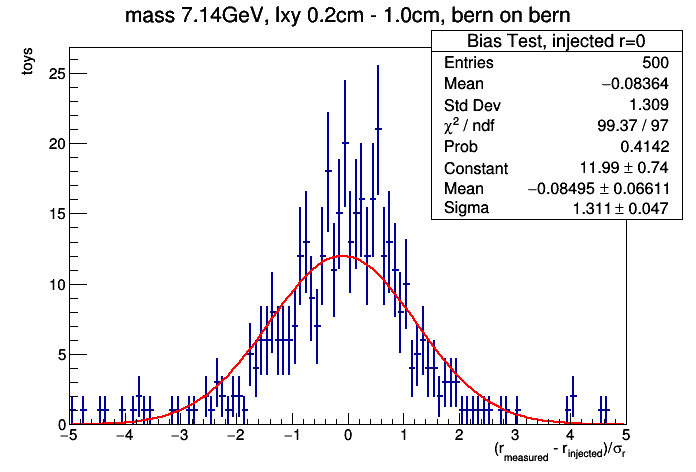 mass 7.14GeV, lxy 0.2cm - 1.0cm, bern on bern
toys
Bias Test, injected r=0
Entries 500
Mean −0.08364
Std Dev 1.309
χ² / ndf 99.37 / 97
Prob 0.4142
Constant 11.99 ± 0.74
Mean −0.08495 ± 0.06611
Sigma 1.311 ± 0.047
25
20
15
10
5
0
−5 −4 −3 −2 −1 0 1 2 3 4 5
(r_measured - r_injected)/σ_r